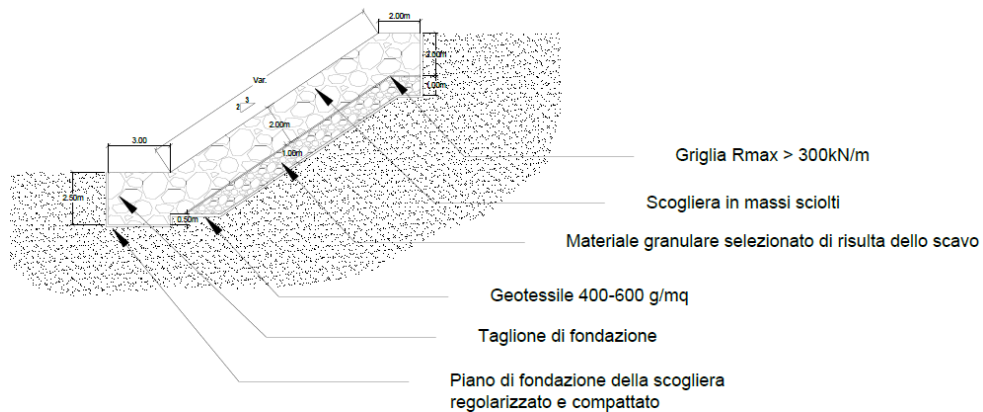 2.00m
2.00m
1.00m
Var.
3
2
2.00m
1.00m
3.00
2.50m
0.50m
Griglia Rmax > 300kN/m
Scogliera in massi sciolti
Materiale granulare selezionato di risulta dello scavo
Geotessile 400-600 g/mq
Taglione di fondazione
Piano di fondazione della scogliera
regolarizzato e compattato